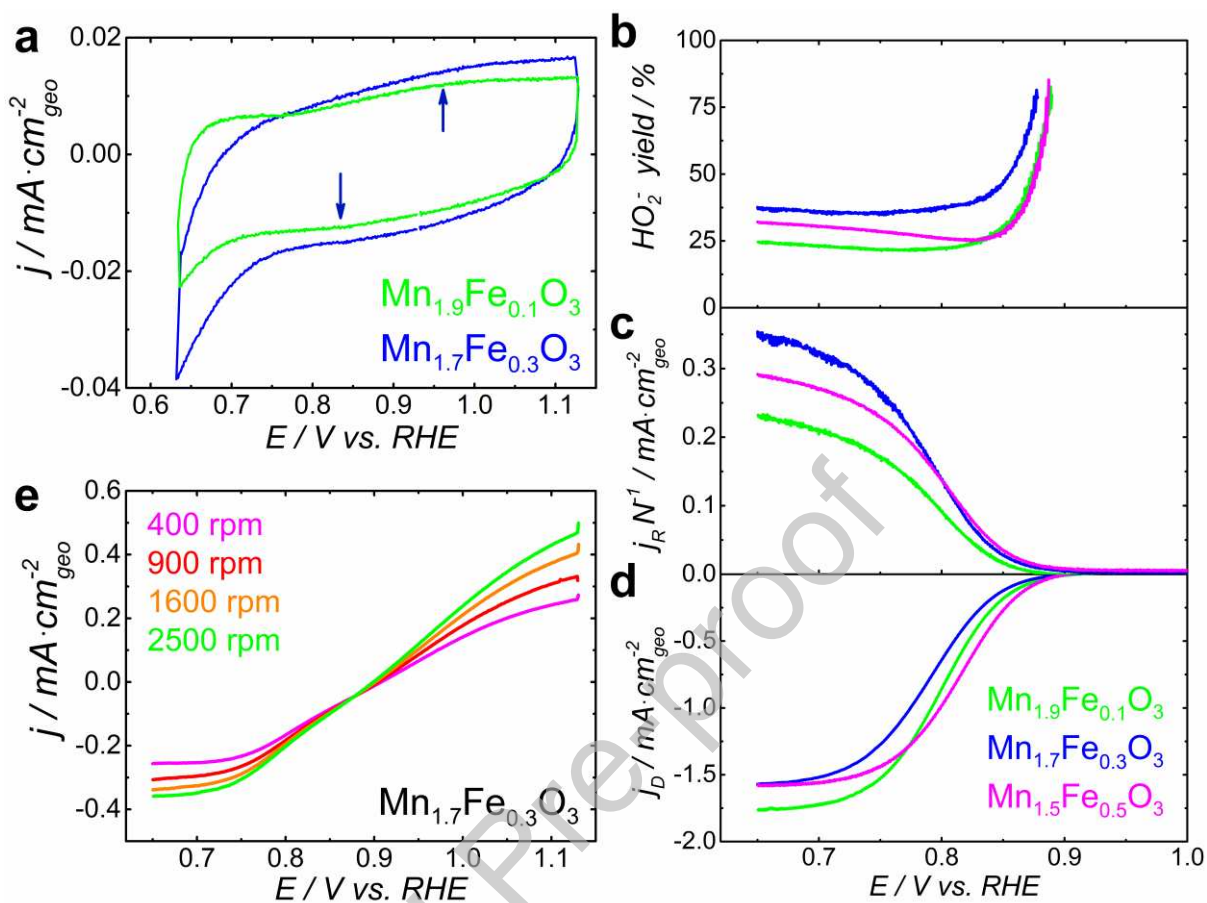 a
0.02
0.00
-0.02
-0.04
j / mA·cm⁻²geo
Mn1.9Fe0.1O3
Mn1.7Fe0.3O3
0.6 0.7 0.8 0.9 1.0 1.1
E / V vs. RHE
b
100
75
50
25
0
HO2⁻ yield / %
c
0.3
0.2
0.1
0.0
jR N⁻¹ / mA·cm⁻²geo
d
-0.5
-1.0
-1.5
-2.0
jD / mA·cm⁻²geo
Mn1.9Fe0.1O3
Mn1.7Fe0.3O3
Mn1.5Fe0.5O3
0.7 0.8 0.9 1.0
E / V vs. RHE
e
0.6
0.4
0.2
0.0
-0.2
-0.4
j / mA·cm⁻²geo
400 rpm
900 rpm
1600 rpm
2500 rpm
Mn1.7Fe0.3O3
0.7 0.8 0.9 1.0 1.1
E / V vs. RHE
Pre-proof